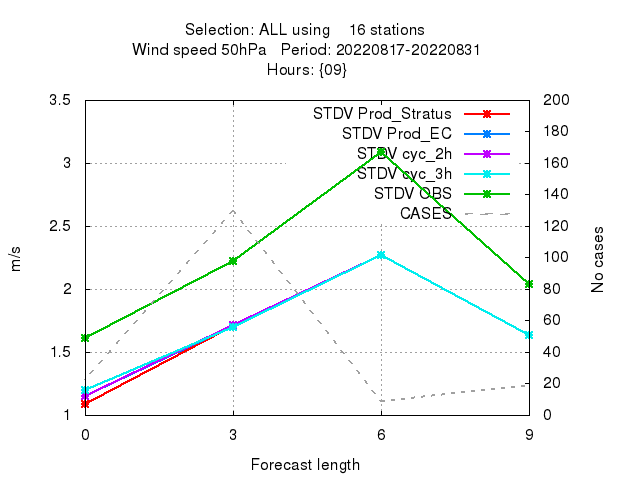 Selection: ALL using    16 stations
Wind speed 50hPa   Period: 20220817-20220831
Hours: {09}
3.5
3
2.5
2
1.5
1
m/s
STDV Prod_Stratus
STDV Prod_EC
STDV cyc_2h
STDV cyc_3h
STDV OBS
CASES
200
180
160
140
120
100
80
60
40
20
0
No cases
0 3 6 9
Forecast length